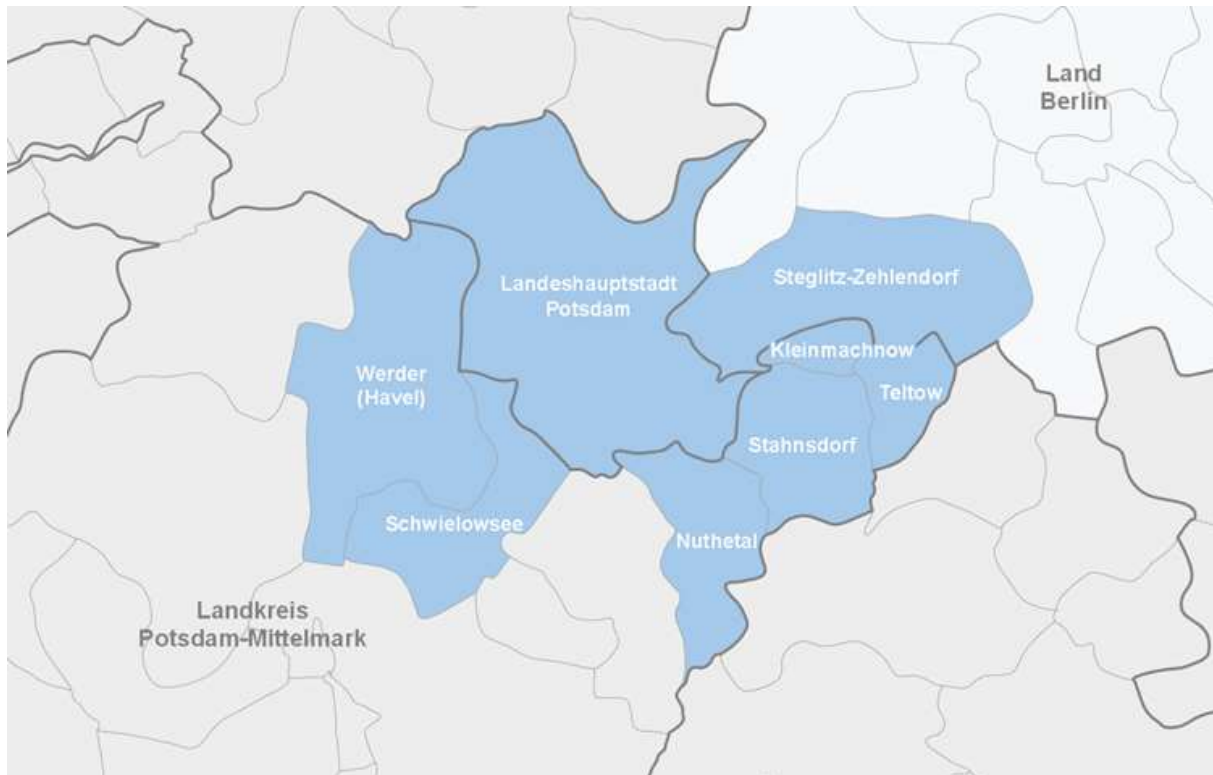 Land
Berlin
Landeshauptstadt
Potsdam
Steglitz-Zehlendorf
Kleinmachnow
Werder
(Havel)
Teltow
Stahnsdorf
Schwielowsee
Nuthetal
Landkreis
Potsdam-Mittelmark